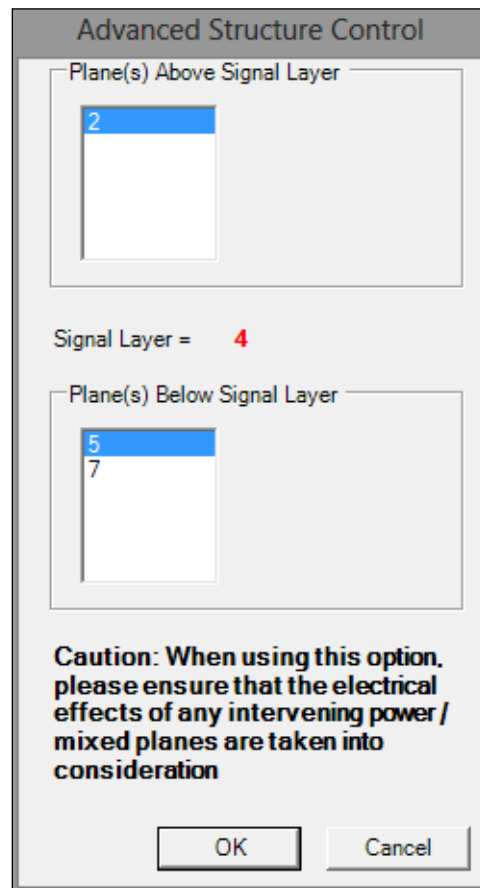 Advanced Structure Control
Plane(s) Above Signal Layer
2
Signal Layer = 4
Plane(s) Below Signal Layer
5
7
Caution: When using this option,
please ensure that the electrical
effects of any intervening power /
mixed planes are taken into
consideration
OK Cancel